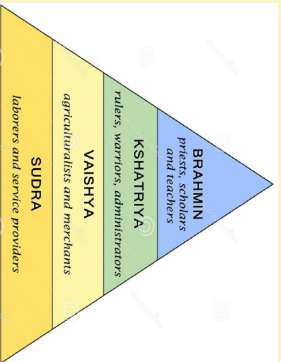 BRAHMIN
priests, scholars
and teachers
KSHATRIYA
rulers, warriors, administrators
VAISHYA
agriculturalists and merchants
SUDRA
laborers and service providers